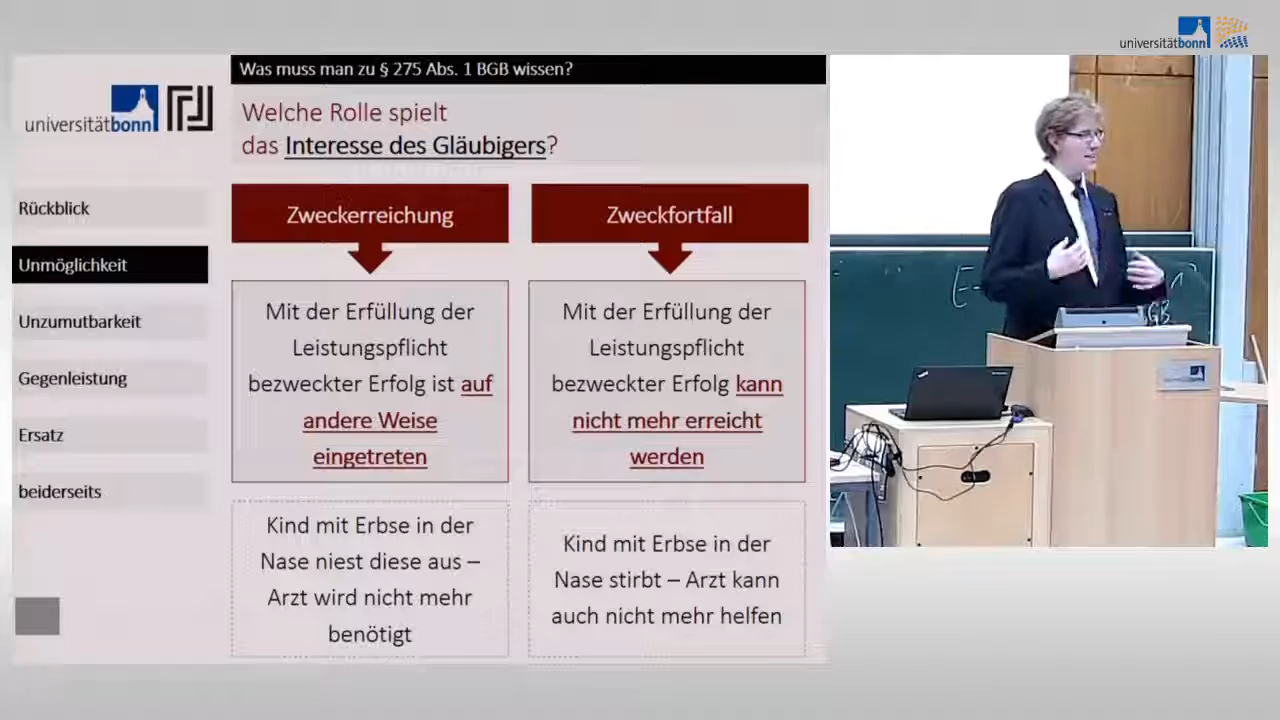 universitätbonn
Was muss man zu § 275 Abs. 1 BGB wissen?
universitätbonn
Welche Rolle spielt
das Interesse des Gläubigers?
Rückblick
Unmöglichkeit
Unzumutbarkeit
Gegenleistung
Ersatz
beiderseits
Zweckerreichung
Mit der Erfüllung der
Leistungspflicht
bezweckter Erfolg ist auf
andere Weise
eingetreten
Kind mit Erbse in der
Nase niest diese aus –
Arzt wird nicht mehr
benötigt
Zweckfortfall
Mit der Erfüllung der
Leistungspflicht
bezweckter Erfolg kann
nicht mehr erreicht
werden
Kind mit Erbse in der
Nase stirbt – Arzt kann
auch nicht mehr helfen